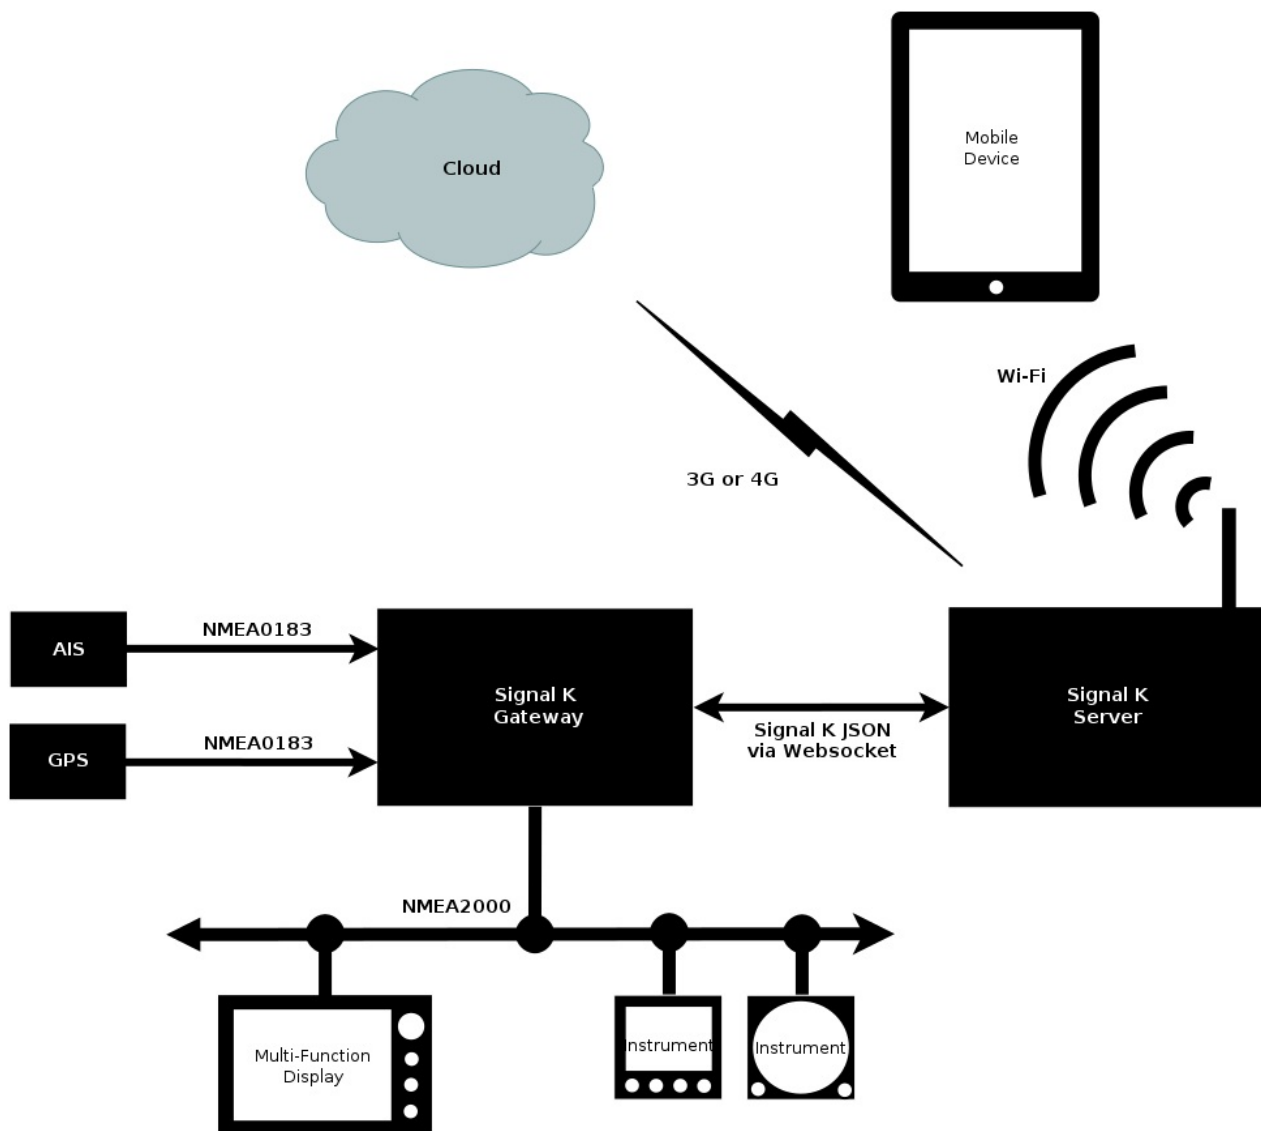 Cloud
Mobile
Device
Wi-Fi
3G or 4G
AIS
NMEA0183
Signal K
Gateway
Signal K JSON
via Websocket
Signal K
Server
GPS
NMEA0183
NMEA2000
Multi-Function
Display
Instrument
Instrument